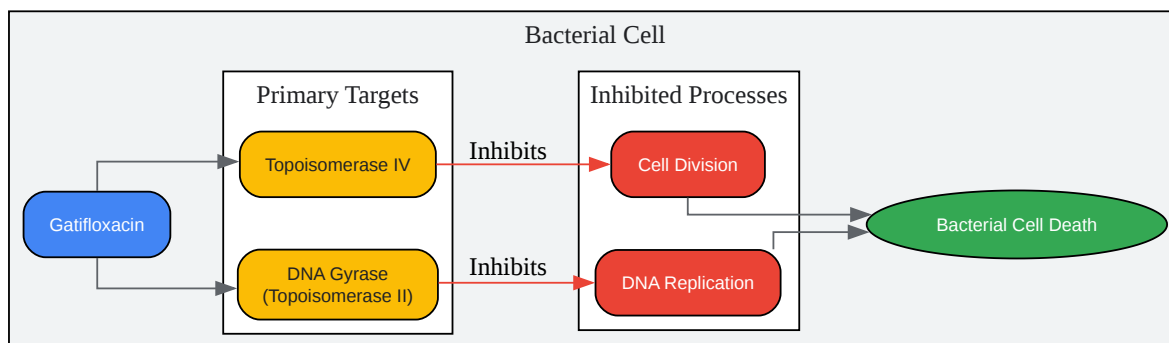 Bacterial Cell
Primary Targets
Inhibited Processes
Topoisomerase IV
Inhibits
Cell Division
Gatifloxacin
Bacterial Cell Death
DNA Gyrase
(Topoisomerase II)
Inhibits
DNA Replication